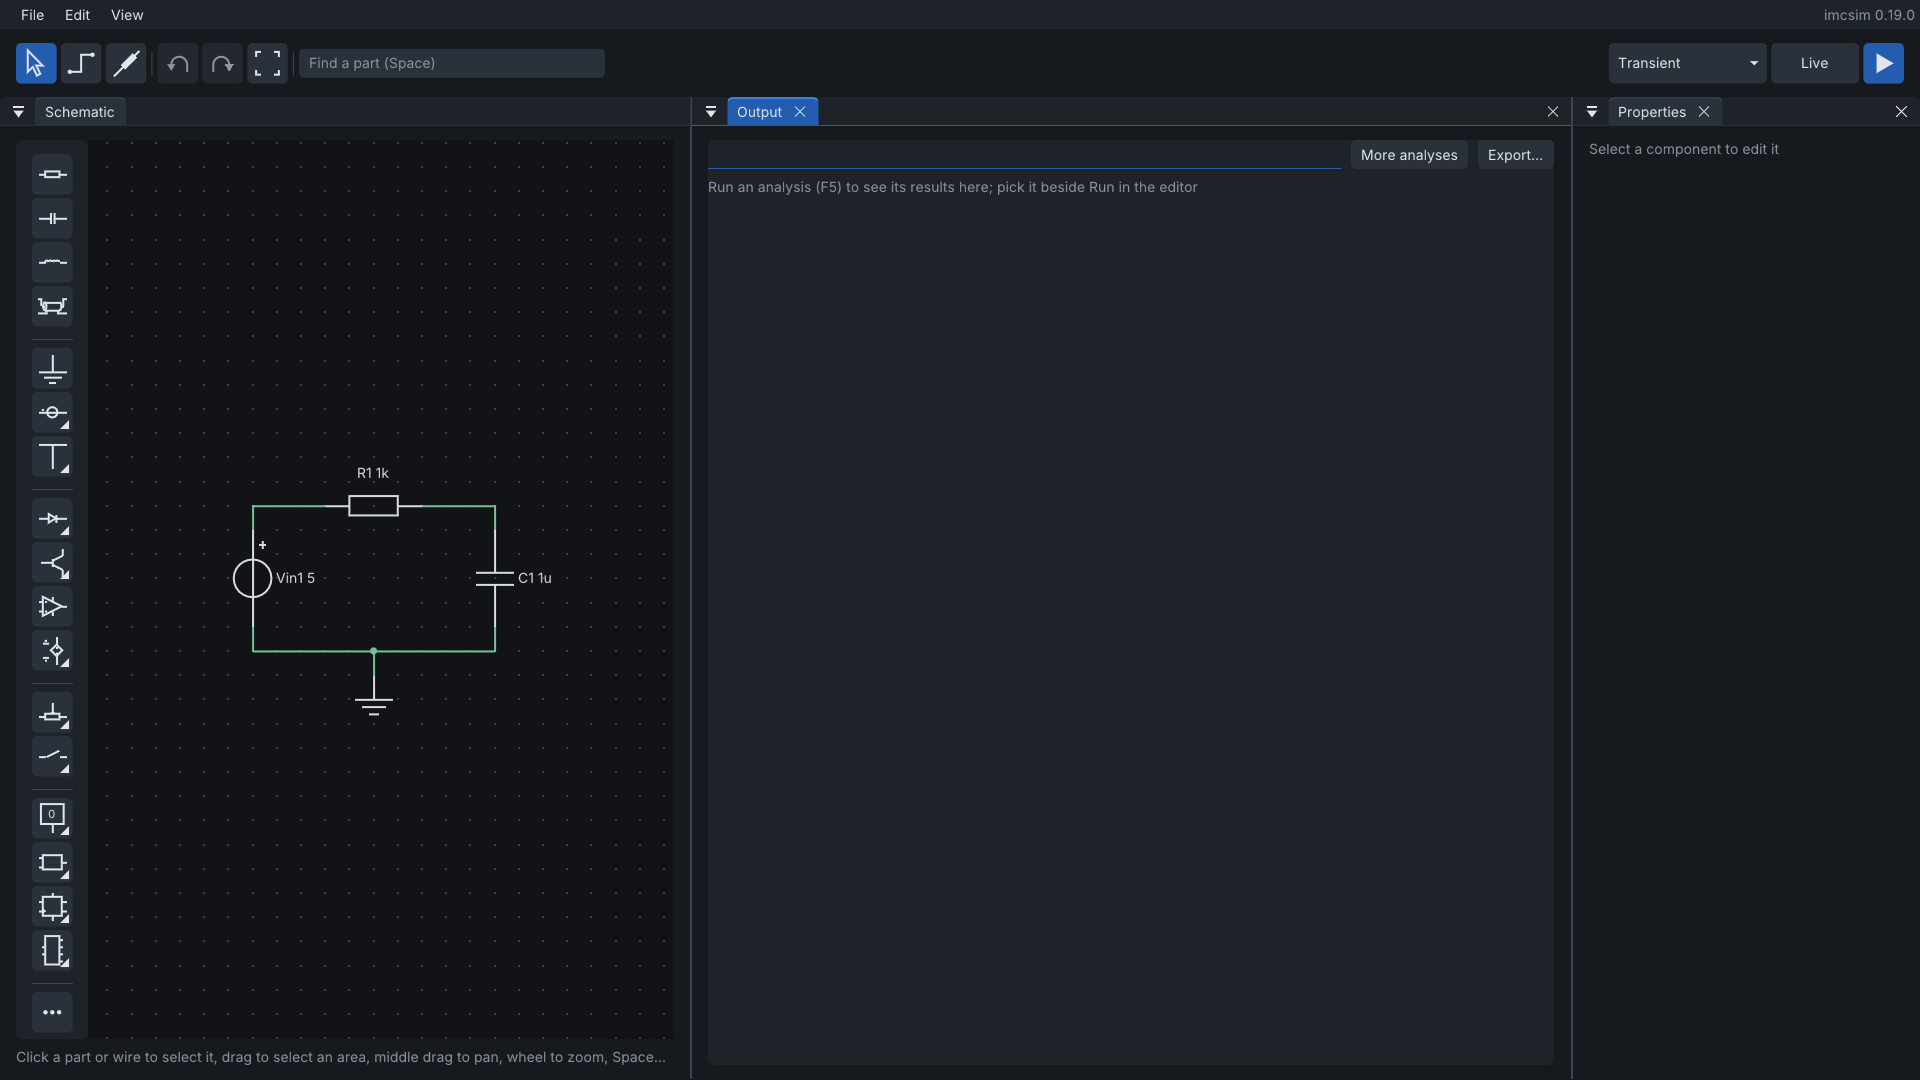 File Edit View imcsim 0.19.0
Find a part (Space) Transient Live
Schematic Output Properties
More analyses Export...
Select a component to edit it
Run an analysis (F5) to see its results here; pick it beside Run in the editor
R1 1k
+
Vin1 5
C1 1u
0
Click a part or wire to select it, drag to select an area, middle drag to pan, wheel to zoom, Space...